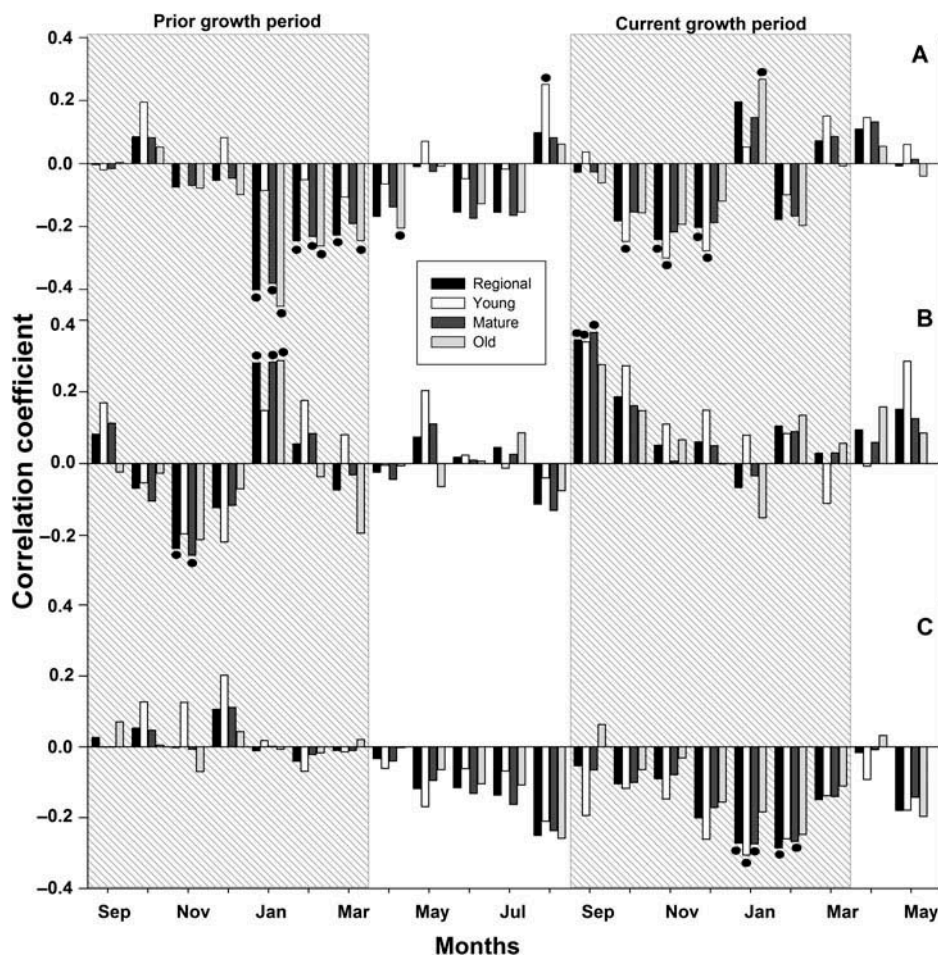 Prior growth period
Current growth period
A
0.4
0.2
0.0
−0.2
−0.4
Regional
Young
Mature
Old
B
0.4
0.2
0.0
−0.2
Correlation coefficient
C
0.4
0.2
0.0
−0.2
−0.4
Sep Nov Jan Mar May Jul Sep Nov Jan Mar May
Months